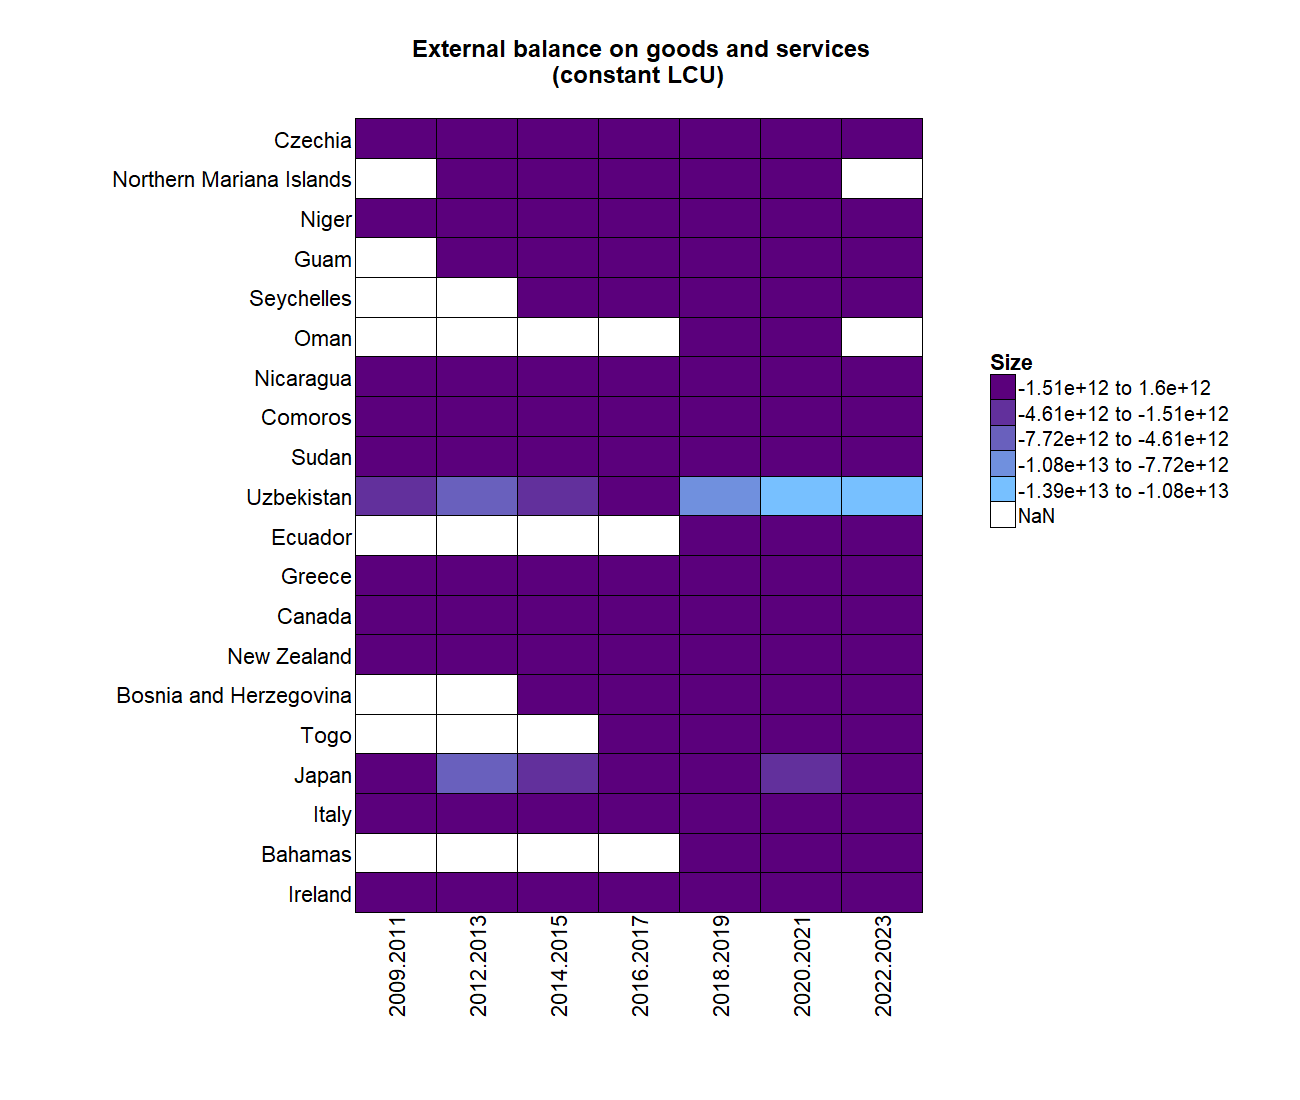 External balance on goods and services
(constant LCU)
Czechia
Northern Mariana Islands
Niger
Guam
Seychelles
Oman
Nicaragua
Comoros
Sudan
Uzbekistan
Ecuador
Greece
Canada
New Zealand
Bosnia and Herzegovina
Togo
Japan
Italy
Bahamas
Ireland
2009.2011
2012.2013
2014.2015
2016.2017
2018.2019
2020.2021
2022.2023
Size
-1.51e+12 to 1.6e+12
-4.61e+12 to -1.51e+12
-7.72e+12 to -4.61e+12
-1.08e+13 to -7.72e+12
-1.39e+13 to -1.08e+13
NaN